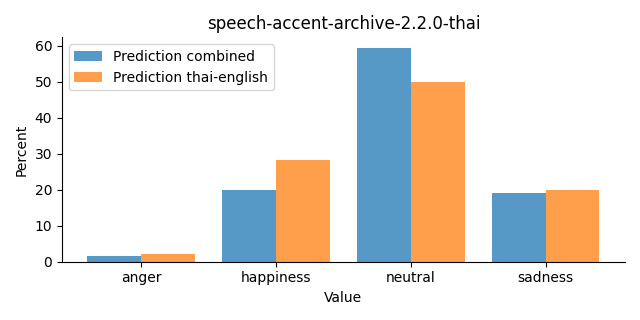 speech-accent-archive-2.2.0-thai
Prediction combined
Prediction thai-english
Percent
60
50
40
30
20
10
0
anger happiness neutral sadness
Value